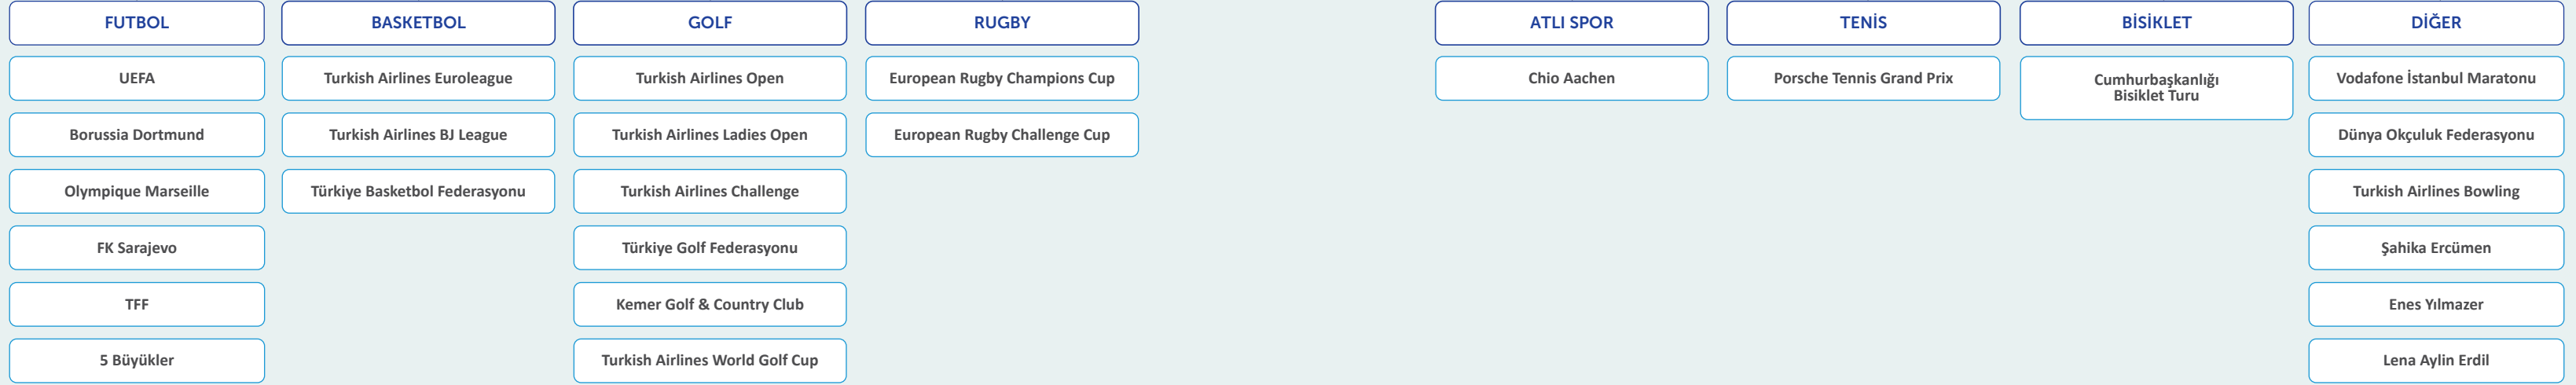 FUTBOL
UEFA
Borussia Dortmund
Olympique Marseille
FK Sarajevo
TFF
5 Büyükler
BASKETBOL
Turkish Airlines Euroleague
Turkish Airlines BJ League
Türkiye Basketbol Federasyonu
GOLF
Turkish Airlines Open
Turkish Airlines Ladies Open
Turkish Airlines Challenge
Türkiye Golf Federasyonu
Kemer Golf & Country Club
Turkish Airlines World Golf Cup
RUGBY
European Rugby Champions Cup
European Rugby Challenge Cup
ATLI SPOR
Chio Aachen
TENİS
Porsche Tennis Grand Prix
BİSİKLET
Cumhurbaşkanlığı
Bisiklet Turu
DİĞER
Vodafone İstanbul Maratonu
Dünya Okçuluk Federasyonu
Turkish Airlines Bowling
Şahika Ercümen
Enes Yılmazer
Lena Aylin Erdil